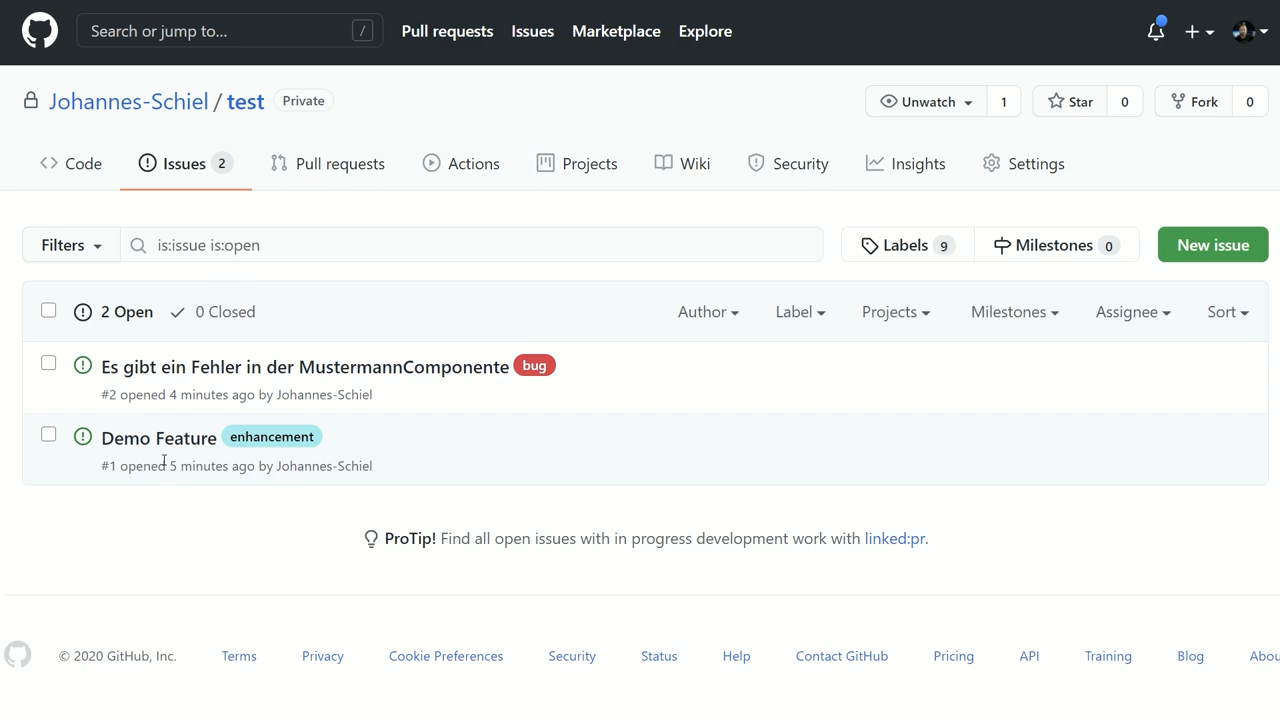 Search or jump to... /
Pull requests Issues Marketplace Explore
Johannes-Schiel / test Private
Unwatch 1 Star 0 Fork 0
Code Issues 2 Pull requests Actions Projects Wiki Security Insights Settings
Filters is:issue is:open Labels 9 Milestones 0 New issue
2 Open 0 Closed Author Label Projects Milestones Assignee Sort
Es gibt ein Fehler in der MustermannComponente bug
#2 opened 4 minutes ago by Johannes-Schiel
Demo Feature enhancement
#1 opened 5 minutes ago by Johannes-Schiel
ProTip! Find all open issues with in progress development work with linked:pr.
© 2020 GitHub, Inc. Terms Privacy Cookie Preferences Security Status Help Contact GitHub Pricing API Training Blog Abou